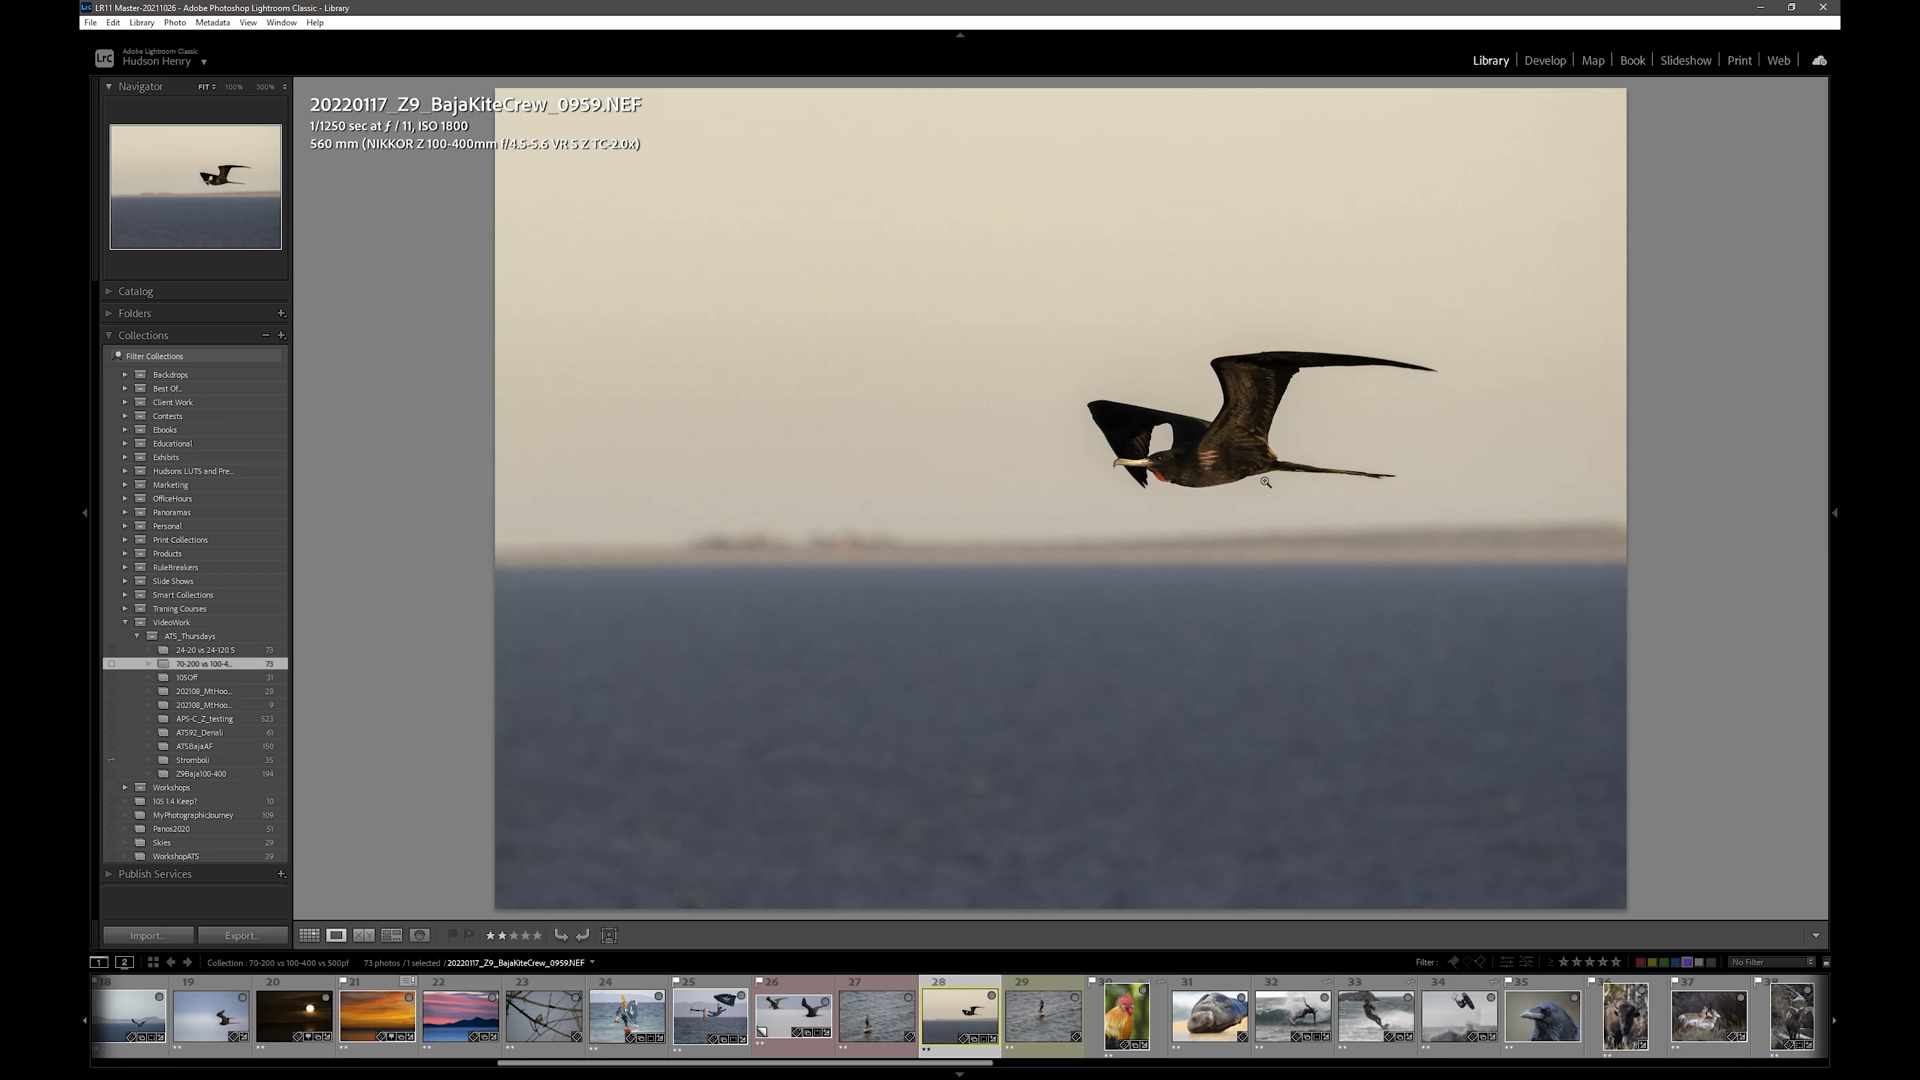 LR11 Master-20211026 - Adobe Photoshop Lightroom Classic - Library
File Edit Library Photo Metadata View Window Help
LrC
Adobe Lightroom Classic
Hudson Henry
Library | Develop | Map | Book | Slideshow | Print | Web
Navigator FIT 100% 300%
20220117_Z9_BajaKiteCrew_0959.NEF
1/1250 sec at ƒ / 11, ISO 1800
560 mm (NIKKOR Z 100-400mm f/4.5-5.6 VR S Z TC-2.0x)
Catalog
Folders
Collections
Filter Collections
Backdrops
Best Of...
Client Work
Contests
Ebooks
Educational
Exhibits
Hudsons LUTS and Pre...
Marketing
OfficeHours
Panoramas
Personal
Print Collections
Products
RuleBreakers
Slide Shows
Smart Collections
Traning Courses
VideoWork
ATS_Thursdays
24-20 vs 24-120 S 73
70-200 vs 100-4... 73
105Off 31
202108_MtHoo... 28
202108_MtHoo... 9
APS-C_Z_testing 523
ATS92_Denali 61
ATSBajaAF 150
Stromboli 35
Z9Baja100-400 194
Workshops
105 1.4 Keep? 10
MyPhotographicJourney 109
Panos2020 51
Skies 29
WorkshopATS 39
Publish Services
Import... Export...
1 2 Collection : 70-200 vs 100-400 vs 500pf 73 photos / 1 selected / 20220117_Z9_BajaKiteCrew_0959.NEF Filter : No Filter
18 19 20 21 22 23 24 25 26 27 28 29 30 31 32 33 34 35 36 37 38